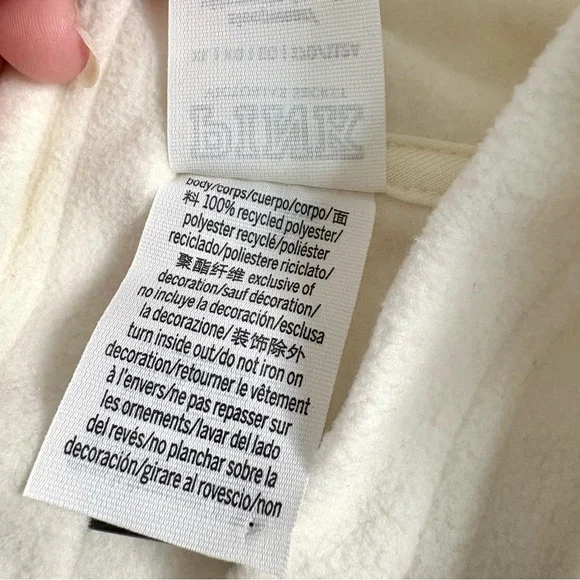 PINK
body/corps/cuerpo/corpo/面
料 100% recycled polyester/
polyester recyclé/poliéster
reciclado/poliestere riciclato/
聚酯纤维 exclusive of
decoration/sauf décoration/
no incluye la decoración/esclusa
la decorazione/装饰除外
turn inside out/do not iron on
decoration/retourner le vêtement
à l'envers/ne pas repasser sur
les ornements/lavar del lado
del revés/no planchar sobre la
decoración/girare al rovescio/non